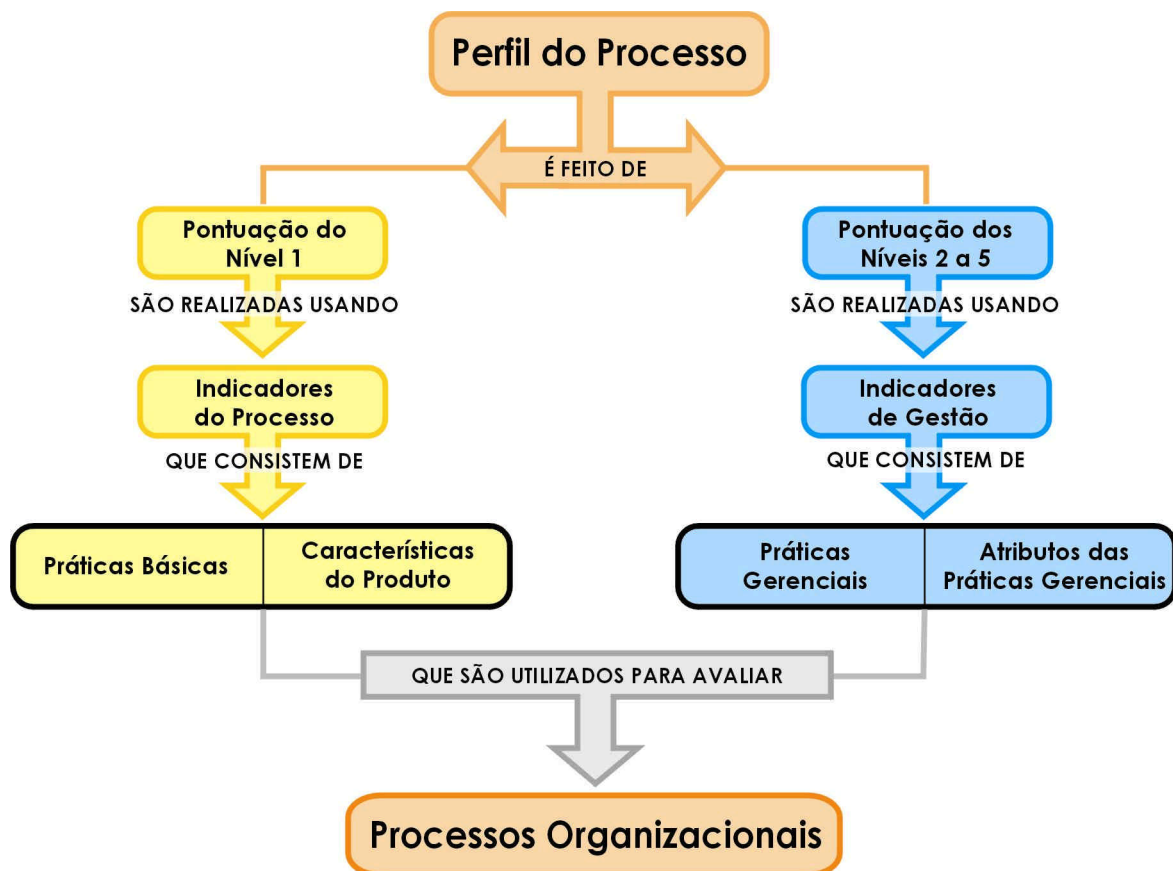 Perfil do Processo
É FEITO DE
Pontuação do
Nível 1
SÃO REALIZADAS USANDO
Indicadores
do Processo
QUE CONSISTEM DE
Práticas Básicas
Características
do Produto
Pontuação dos
Níveis 2 a 5
SÃO REALIZADAS USANDO
Indicadores
de Gestão
QUE CONSISTEM DE
Práticas
Gerenciais
Atributos das
Práticas Gerenciais
QUE SÃO UTILIZADOS PARA AVALIAR
Processos Organizacionais